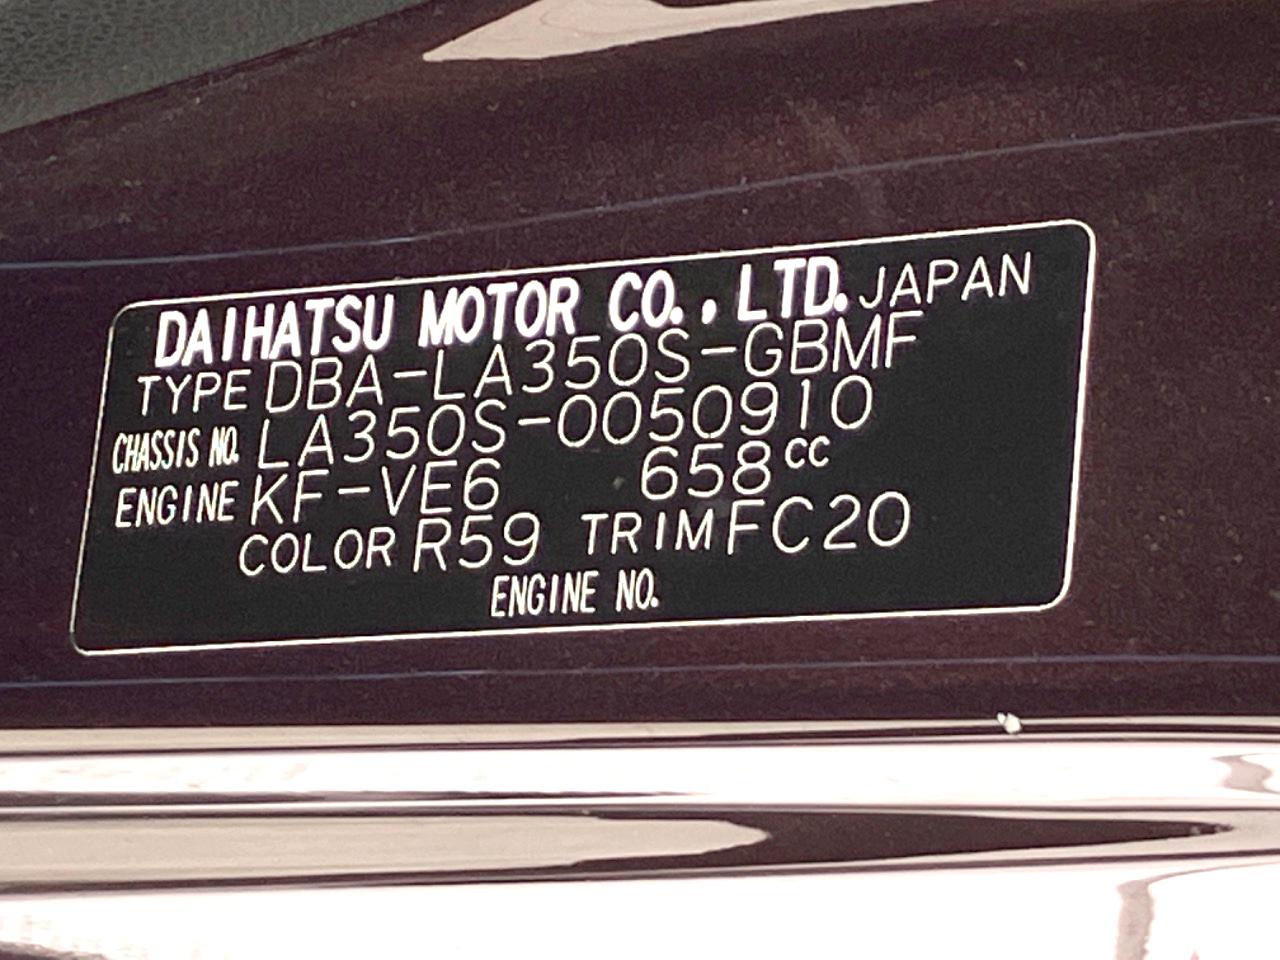 DAIHATSU MOTOR CO., LTD. JAPAN
TYPE DBA-LA350S-GBMF
CHASSIS NO. LA350S-0050910
ENGINE KF-VE6 658cc
COLOR R59 TRIM FC20
ENGINE NO.